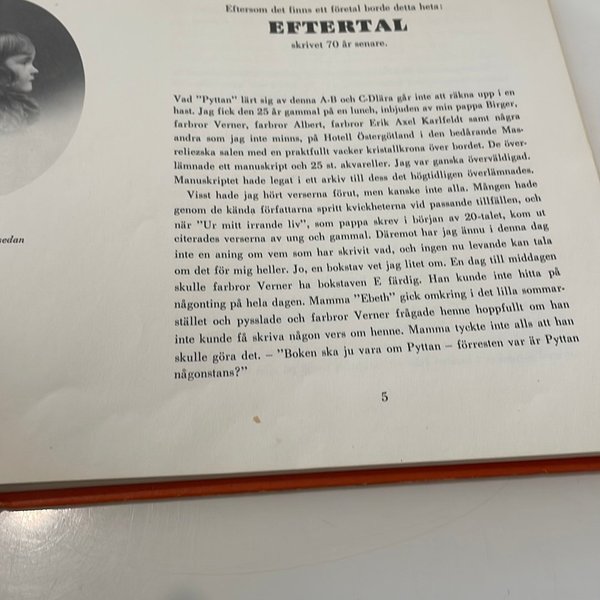 Eftersom det finns ett företal borde detta heta:
EFTERTAL
skrivet 70 år senare.
Vad "Pyttan" lärt sig av denna A-B och C-Dlära går inte att räkna upp i en
hast. Jag fick den 25 år gammal på en lunch, inbjuden av min pappa Birger,
farbror Verner, farbror Albert, farbror Erik Axel Karlfeldt samt några
andra som jag inte minns, på Hotell Östergötland i den bedårande Mas-
reliezska salen med en praktfullt vacker kristallkrona över bordet. De över-
lämnade ett manuskript och 25 st. akvareller. Jag var ganska överväldigad.
Manuskriptet hade legat i ett arkiv till dess det högtidligen överlämnades.
Visst hade jag hört verserna förut, men kanske inte alla. Mången hade
genom de kända författarna spritt kvickheterna vid passande tillfällen, och
när "Ur mitt irrande liv", som pappa skrev i början av 20-talet, kom ut
citerades verserna av ung och gammal. Däremot har jag ännu i denna dag
inte en aning om vem som har skrivit vad, och ingen nu levande kan tala
om det för mig heller. Jo, en bokstav vet jag litet om. En dag till middagen
skulle farbror Verner ha bokstaven E färdig. Han kunde inte hitta på
någonting på hela dagen. Mamma "Ebeth" gick omkring i det lilla sommar-
stället och pysslade och farbror Verner frågade henne hoppfullt om han
inte kunde få skriva någon vers om henne. Mamma tyckte inte alls att han
skulle göra det. – "Boken ska ju vara om Pyttan – förresten var är Pyttan
någonstans?"
5
sedan